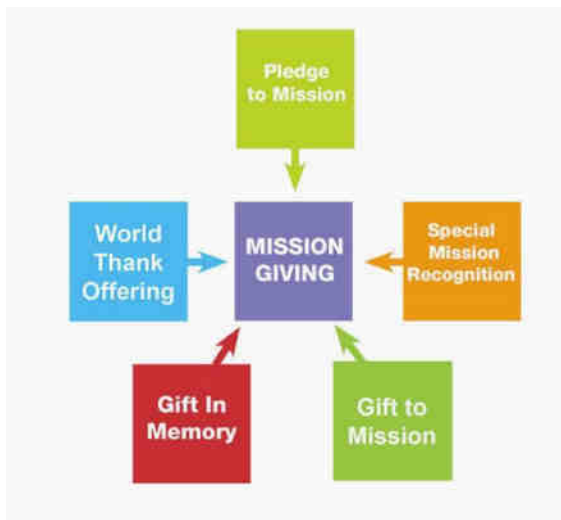 Pledge
to Mission
World
Thank
Offering
MISSION
GIVING
Special
Mission
Recognition
Gift In
Memory
Gift to
Mission